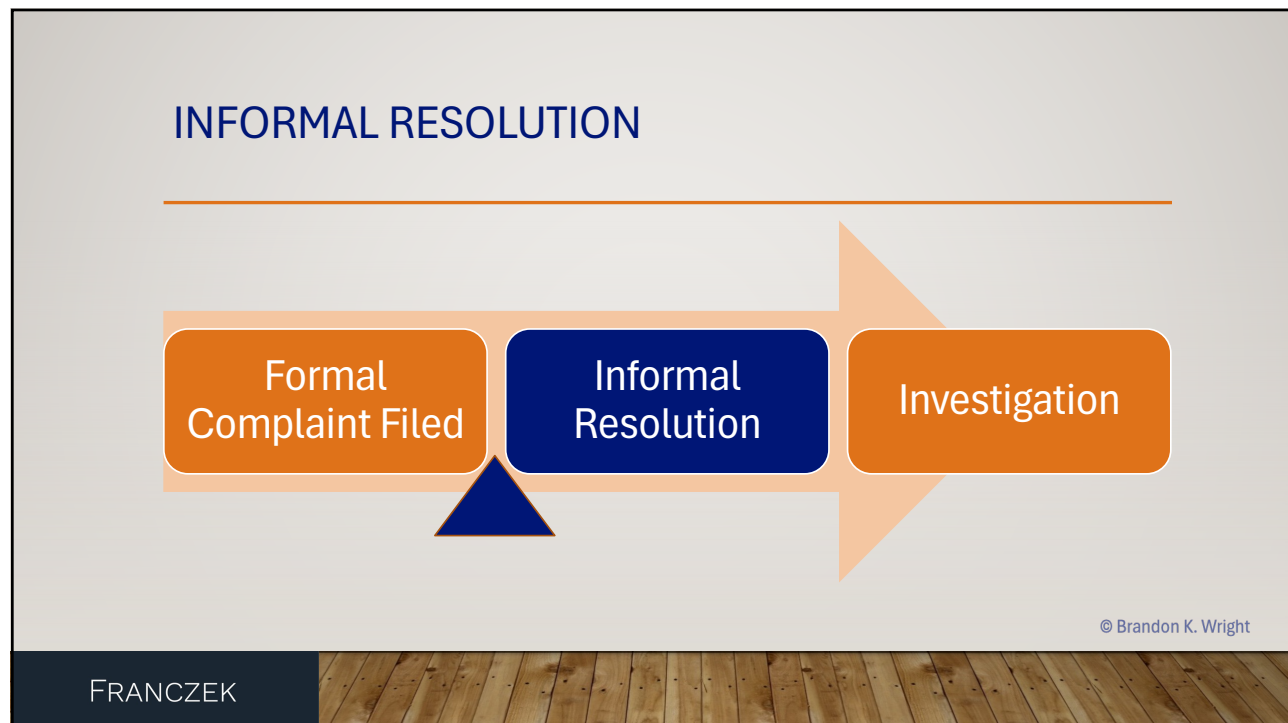 INFORMAL RESOLUTION
Formal
Complaint Filed
Informal
Resolution
Investigation
© Brandon K. Wright
FRANCZEK